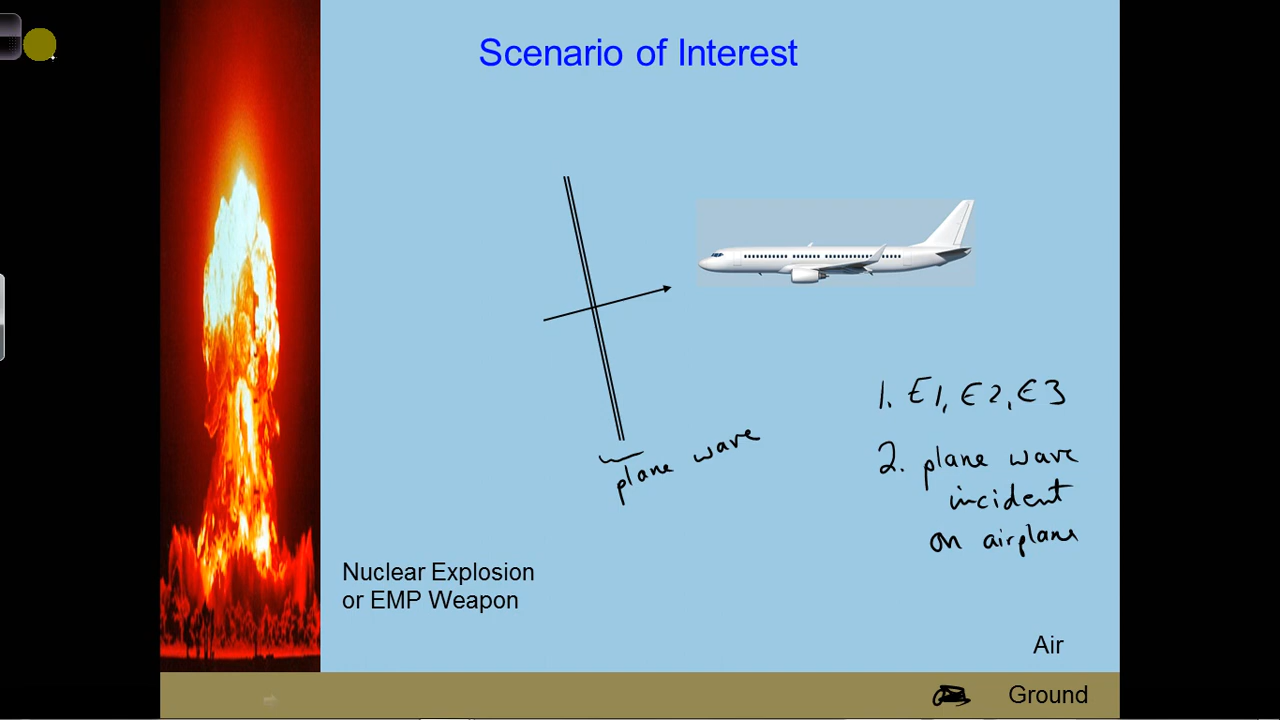 Scenario of Interest
plane wave
1. E1, E2, E3
2. plane wave
incident
on airplane
Nuclear Explosion
or EMP Weapon
Air
Ground